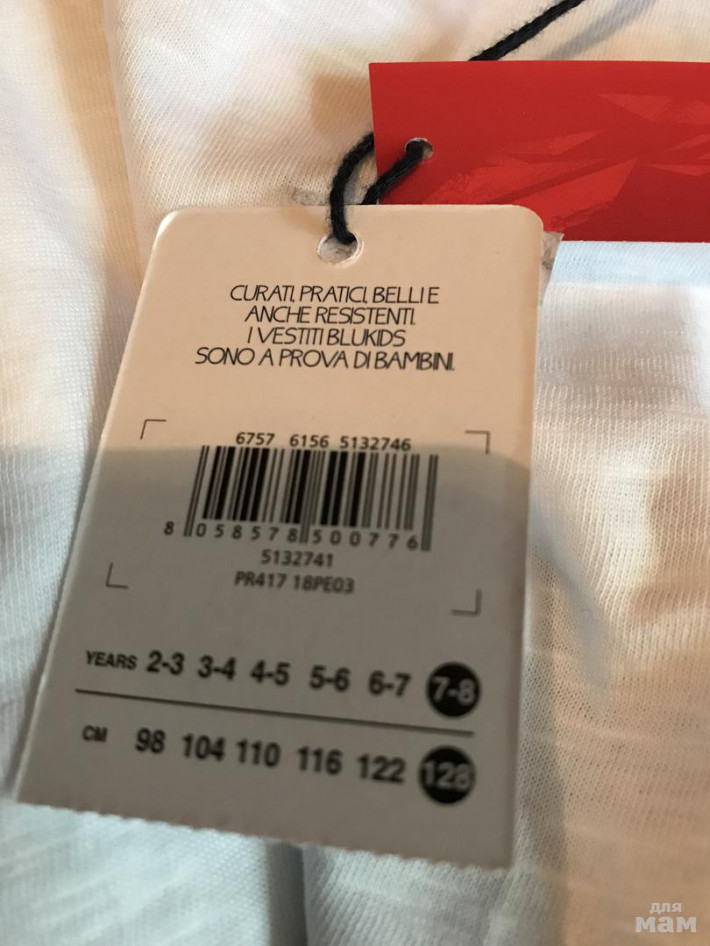 CURATI, PRATICI, BELLI E
ANCHE RESISTENTI.
I VESTITI BLUKIDS
SONO A PROVA DI BAMBINI.
6757 6156 5132746
8 058578 500776
5132741
PR417 18PE03
YEARS 2-3 3-4 4-5 5-6 6-7 7-8
CM 98 104 110 116 122 128
для
мам